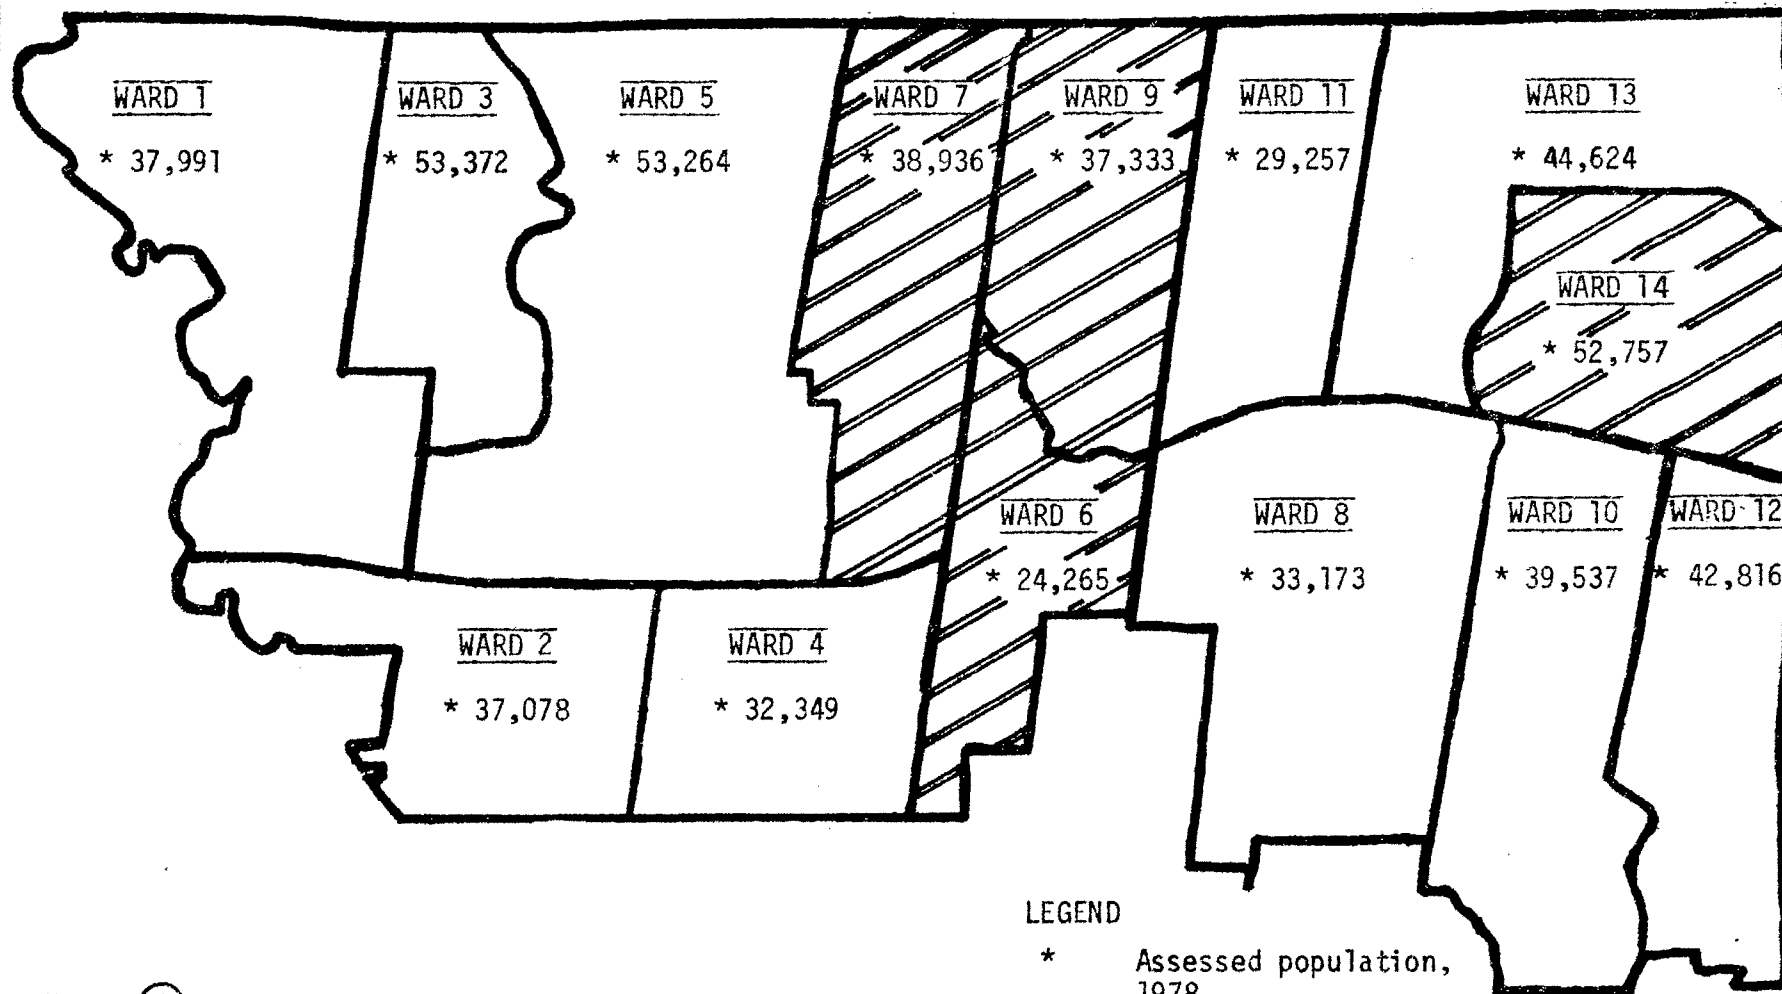 WARD 1
* 37,991
WARD 3
* 53,372
WARD 5
* 53,264
WARD 7
* 38,936
WARD 9
* 37,333
WARD 11
* 29,257
WARD 13
* 44,624
WARD 14
* 52,757
WARD 6
* 24,265
WARD 8
* 33,173
WARD 10
* 39,537
WARD 12
* 42,816
WARD 2
* 37,078
WARD 4
* 32,349
LEGEND
* Assessed population,
1978